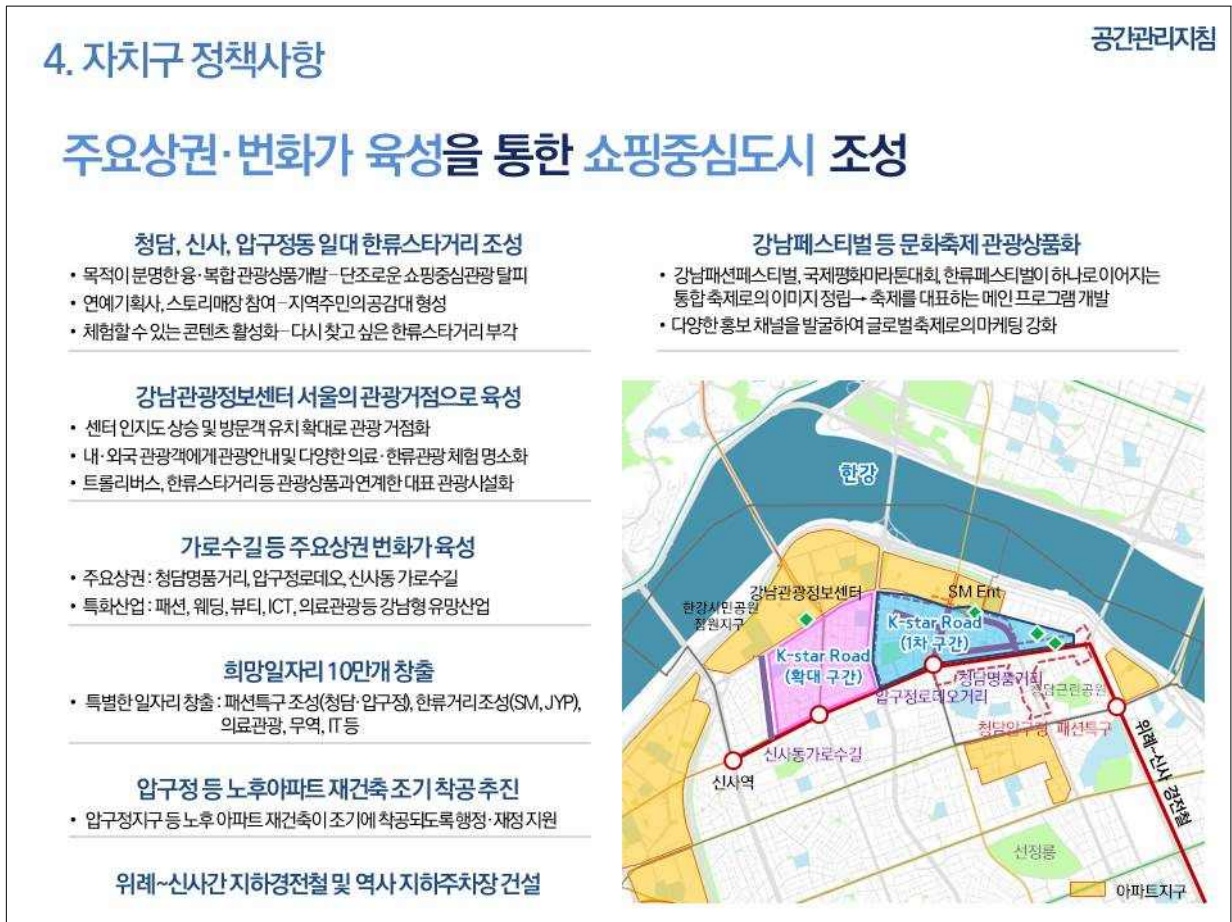 공간관리지침
4. 자치구 정책사항
주요상권·번화가 육성을 통한 쇼핑중심도시 조성
청담, 신사, 압구정동 일대 한류스타거리 조성
• 목적이 분명한 융·복합 관광상품개발 – 단조로운 쇼핑중심관광 탈피
• 연예기획사, 스토리매장 참여 – 지역주민의 공감대 형성
• 체험할 수 있는 콘텐츠 활성화 – 다시 찾고 싶은 한류스타거리 부각
강남관광정보센터 서울의 관광거점으로 육성
• 센터 인지도 상승 및 방문객 유치 확대로 관광 거점화
• 내·외국 관광객에게 관광안내 및 다양한 의료·한류관광 체험 명소화
• 트롤리버스, 한류스타거리 등 관광상품과 연계한 대표 관광시설화
가로수길 등 주요상권 번화가 육성
• 주요상권 : 청담명품거리, 압구정로데오, 신사동 가로수길
• 특화산업 : 패션, 웨딩, 뷰티, ICT, 의료관광 등 강남형 유망산업
희망일자리 10만개 창출
• 특별한 일자리 창출 : 패션특구 조성(청담·압구정), 한류거리조성(SM, JYP),
의료관광, 무역, IT 등
압구정 등 노후아파트 재건축 조기 착공 추진
• 압구정지구 등 노후 아파트 재건축이 조기에 착공되도록 행정·재정 지원
위례~신사간 지하경전철 및 역사 지하주차장 건설
강남페스티벌 등 문화축제 관광상품화
• 강남패션페스티벌, 국제평화마라톤대회, 한류페스티벌이 하나로 이어지는
통합 축제로의 이미지 정립→ 축제를 대표하는 메인 프로그램 개발
• 다양한 홍보 채널을 발굴하여 글로벌 축제로의 마케팅 강화
한강
강남관광정보센터
SM Ent
한강시민공원
잠원지구
K-star Road
(1차 구간)
K-star Road
(확대 구간)
청담명품거리
압구정로데오거리
청담근린공원
청담압구정 패션특구
신사동가로수길
신사역
위례~신사 경전철
선정릉
아파트지구